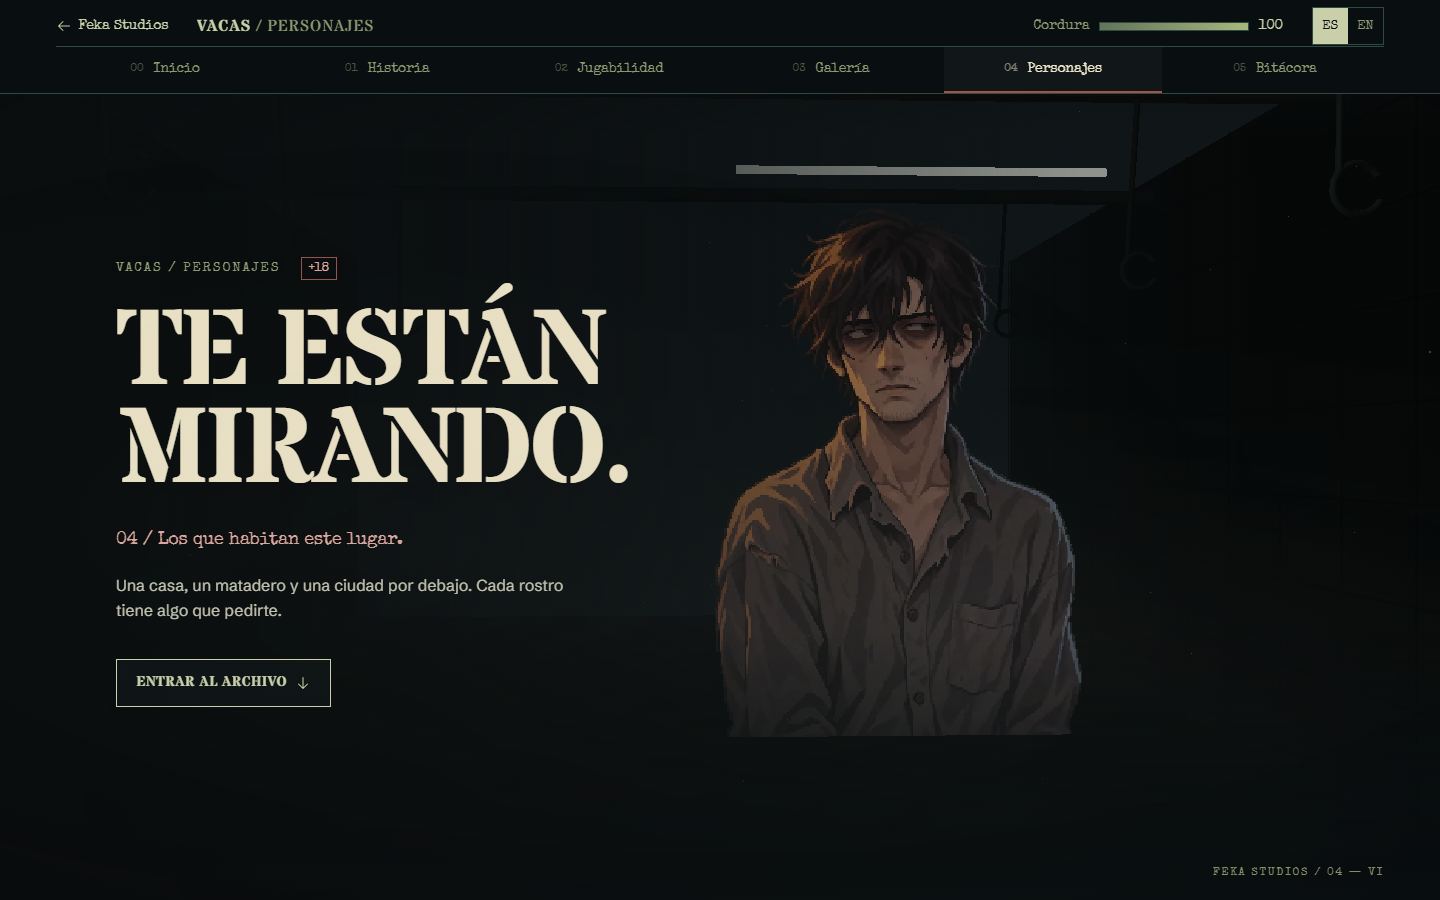 ← Feka Studios VACAS / PERSONAJES Cordura 100 ES EN
00 Inicio 01 Historia 02 Jugabilidad 03 Galería 04 Personajes 05 Bitácora
VACAS / PERSONAJES +18
TE ESTÁN
MIRANDO.
04 / Los que habitan este lugar.
Una casa, un matadero y una ciudad por debajo. Cada rostro
tiene algo que pedirte.
ENTRAR AL ARCHIVO ↓
FEKA STUDIOS / 04 — VI